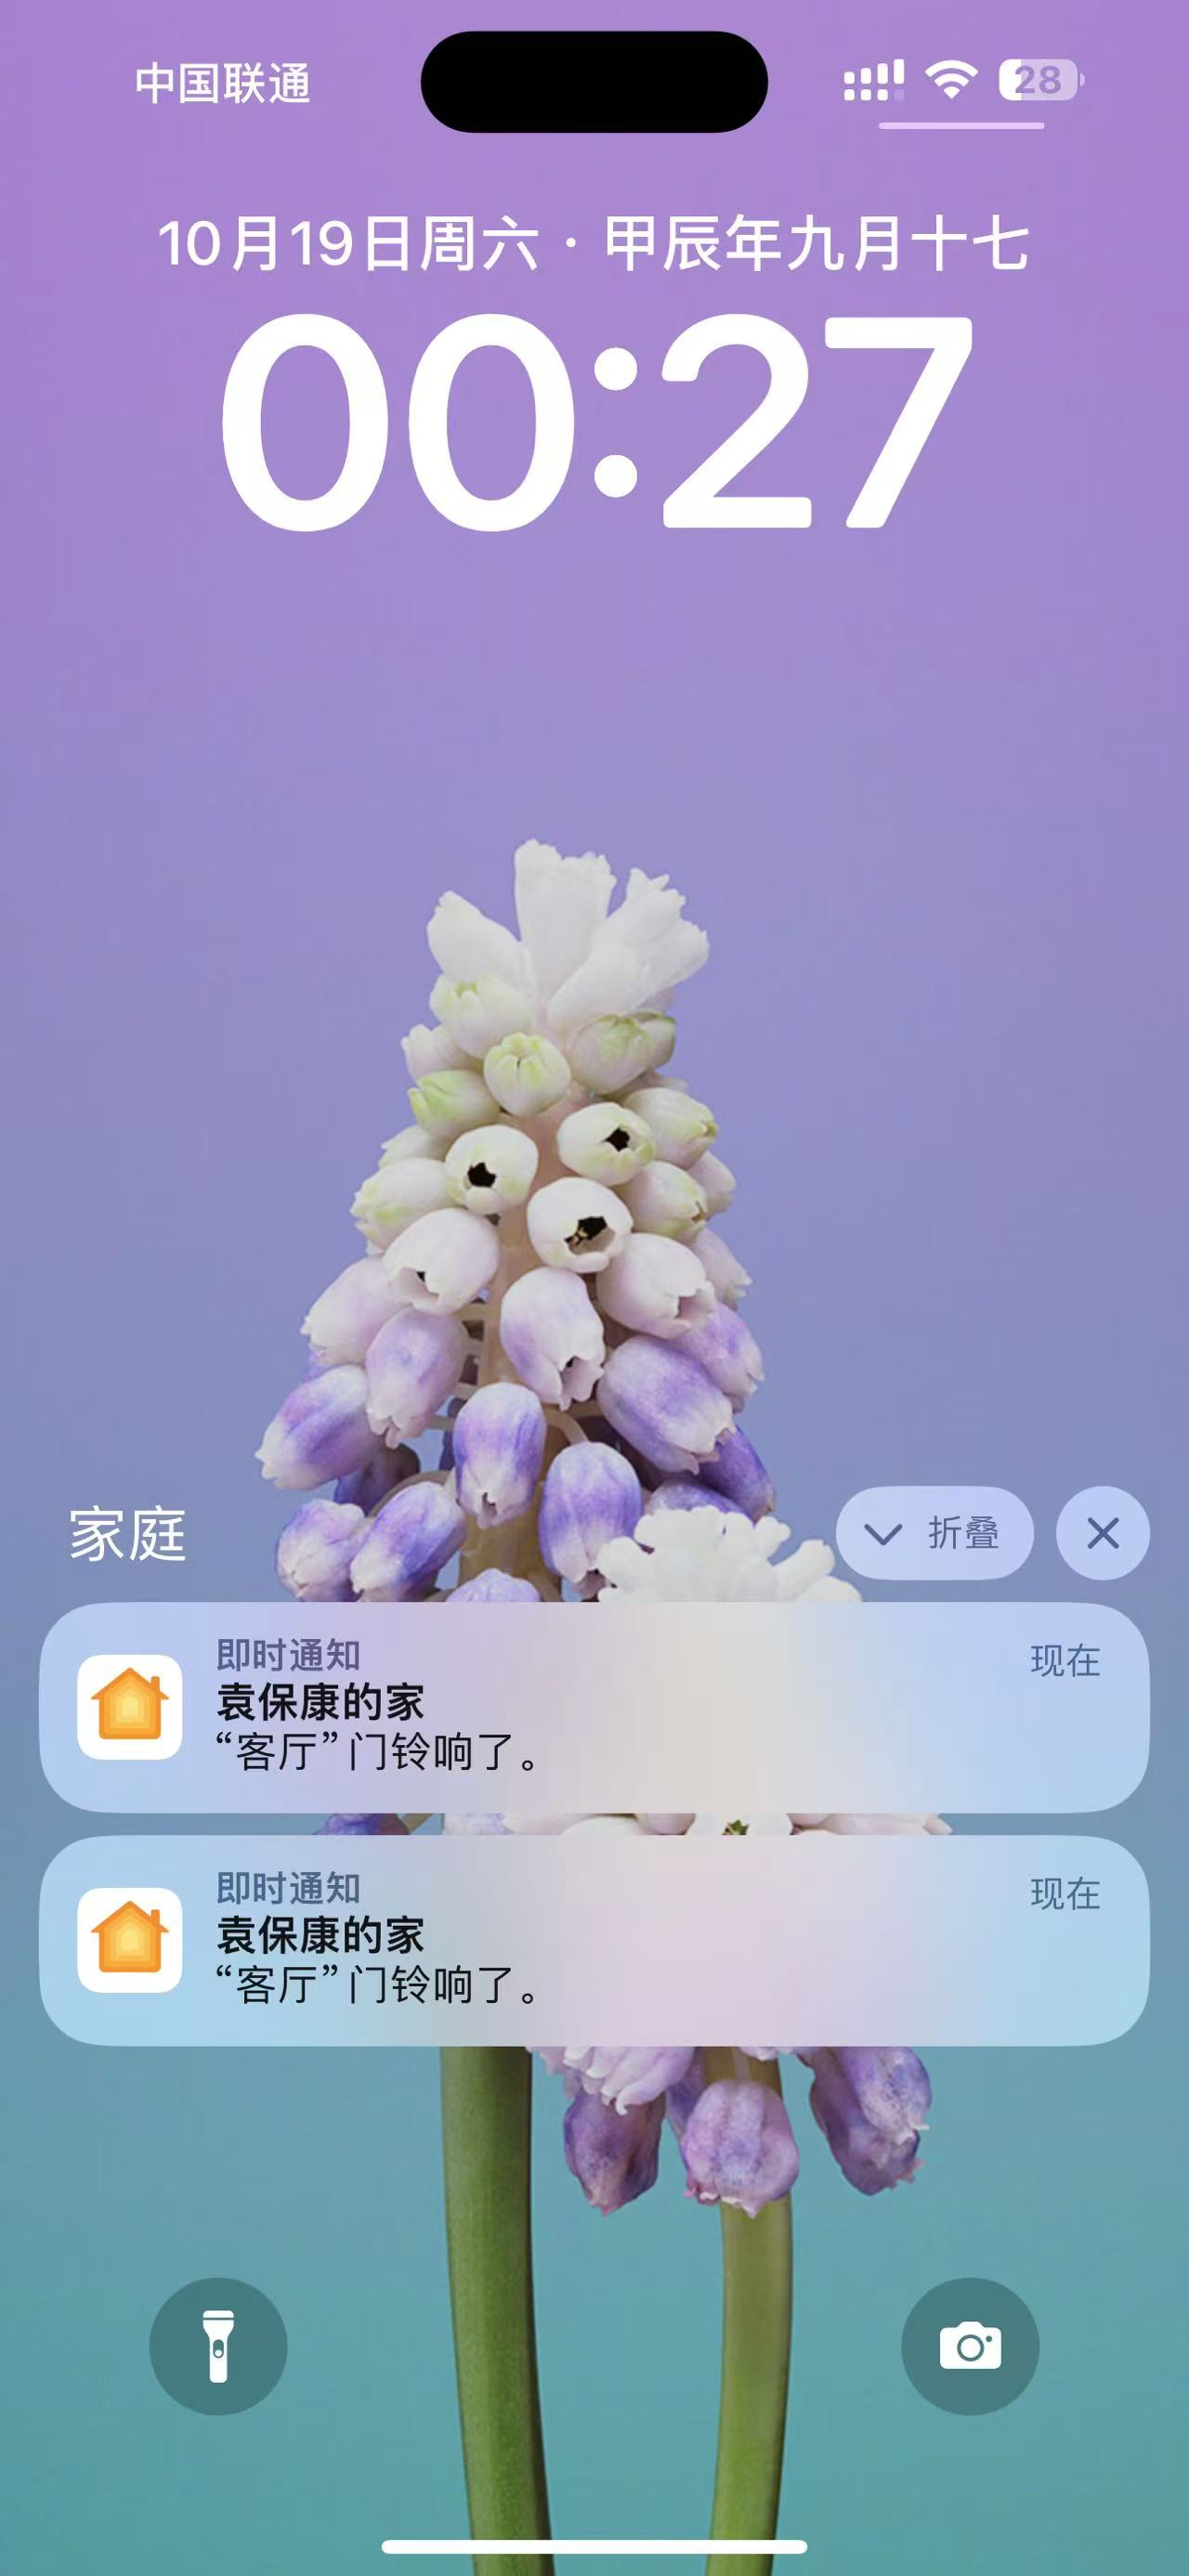 中国联通
28
10月19日周六 · 甲辰年九月十七
00:27
家庭
折叠
即时通知
现在
袁保康的家
“客厅”门铃响了。
即时通知
现在
袁保康的家
“客厅”门铃响了。